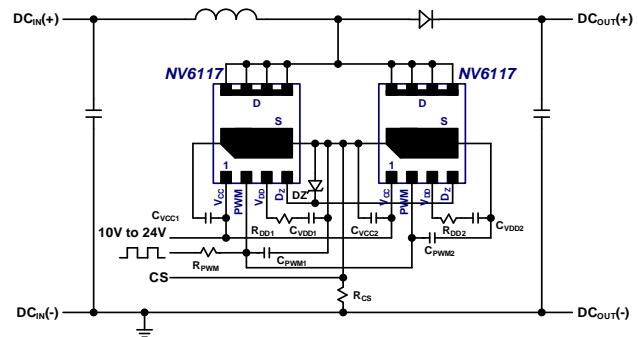 DCIN(+) DCOUT(+)
NV6117 NV6117
D D
S S
1 1
VCC PWM VDD DZ DZ VCC PWM VDD DZ
CVCC1 RDD1 CVDD1 CVCC2 RDD2 CVDD2
10V to 24V
RPWM CPWM1 CPWM2
CS
RCS
DCIN(-) DCOUT(-)